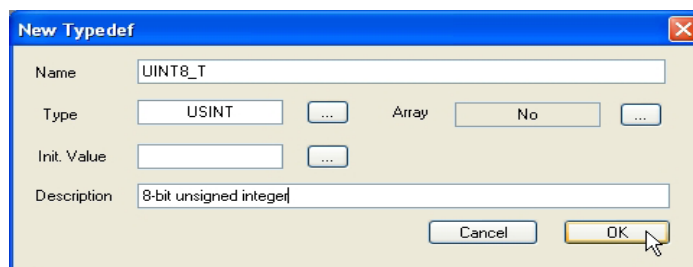 New Typedef
Name UINT8_T
Type USINT ... Array No ...
Init. Value ...
Description 8-bit unsigned integer
Cancel OK